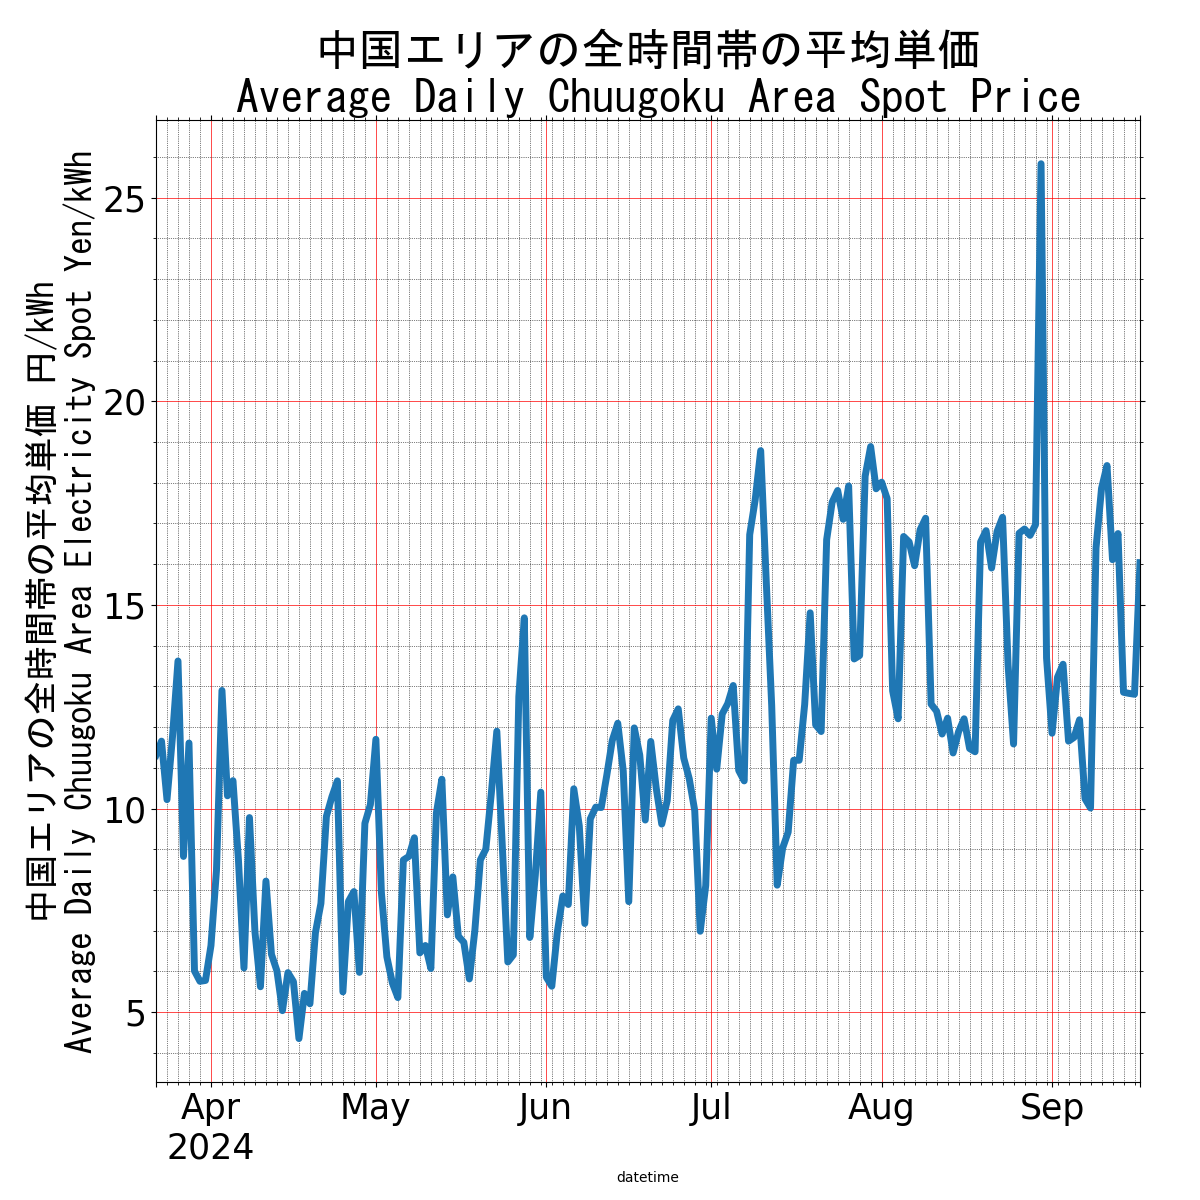 中国エリアの全時間帯の平均単価
Average Daily Chuugoku Area Spot Price
中国エリアの全時間帯の平均単価 円/kWh
Average Daily Chuugoku Area Electricity Spot Yen/kWh
25
20
15
10
5
Apr May Jun Jul Aug Sep
2024
datetime